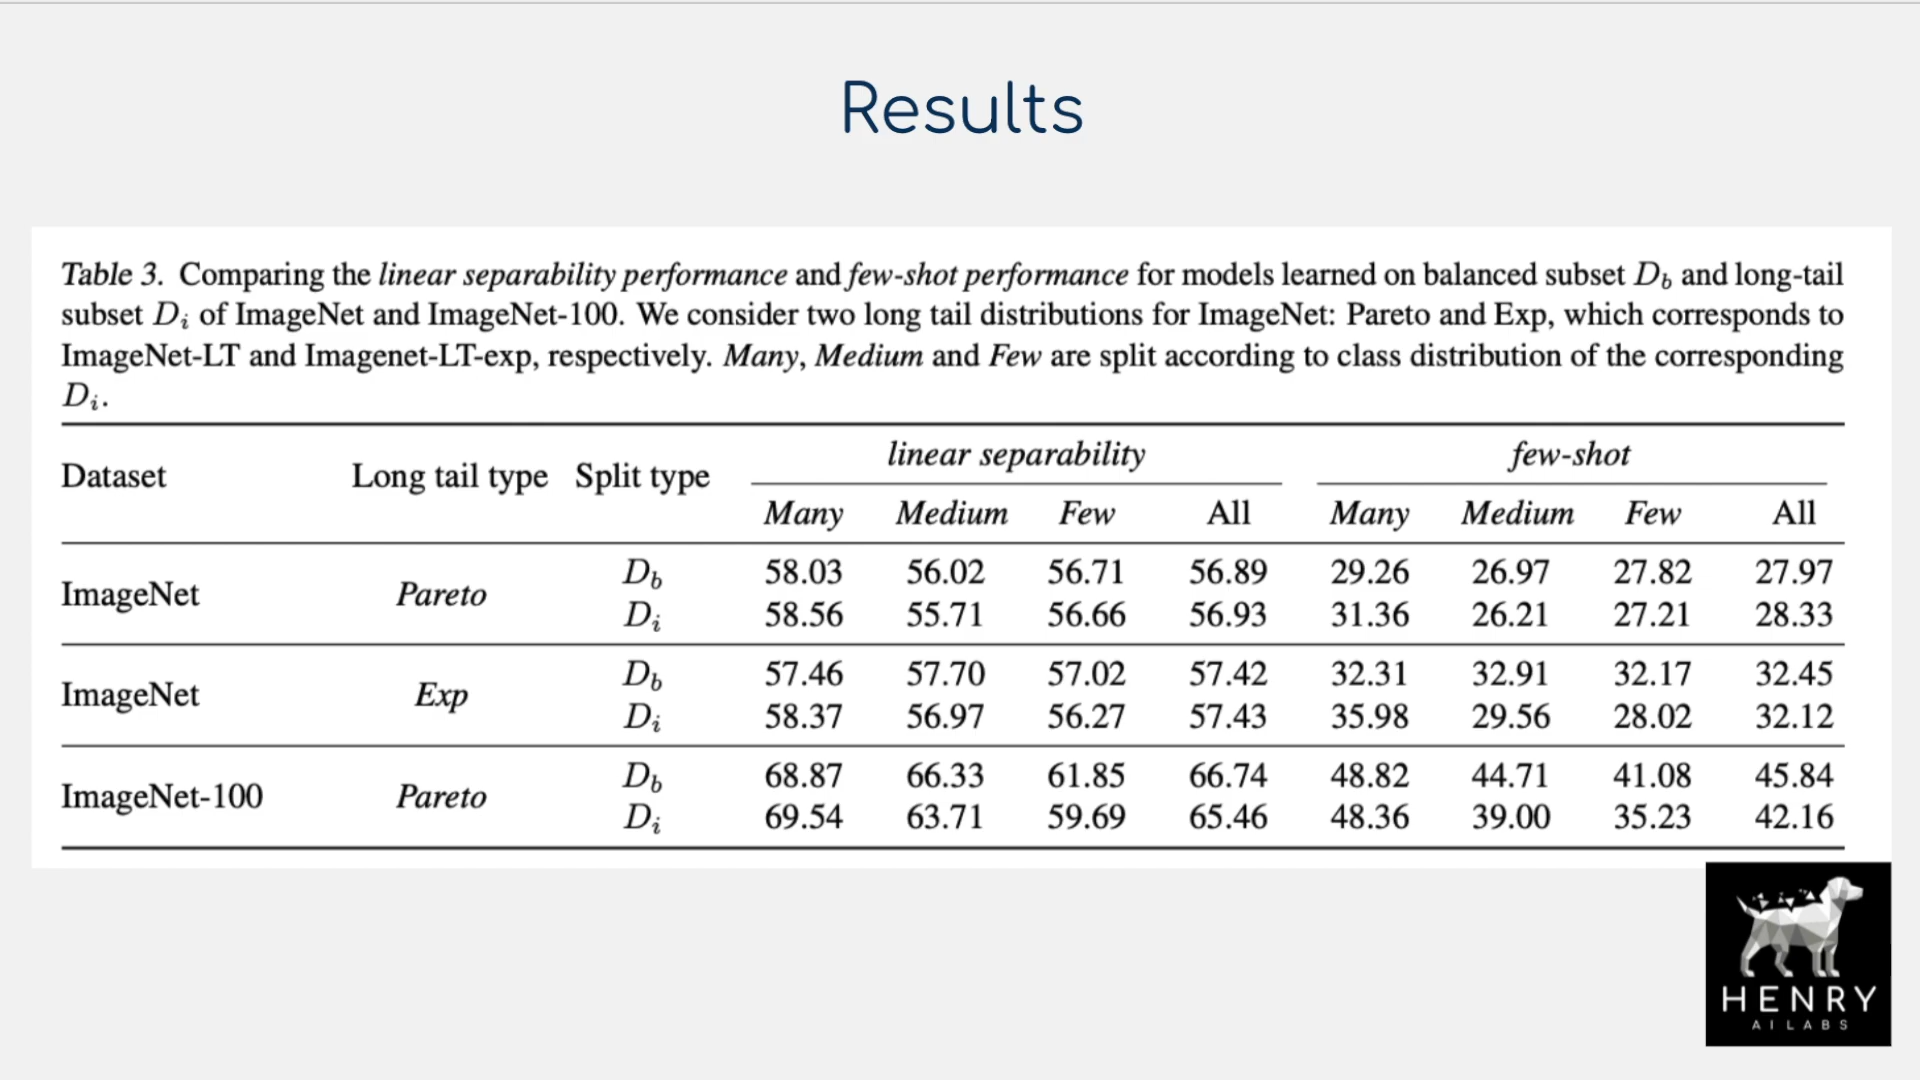 Results
Table 3. Comparing the linear separability performance and few-shot performance for models learned on balanced subset D_b and long-tail
subset D_i of ImageNet and ImageNet-100. We consider two long tail distributions for ImageNet: Pareto and Exp, which corresponds to
ImageNet-LT and Imagenet-LT-exp, respectively. Many, Medium and Few are split according to class distribution of the corresponding
D_i.
linear separability few-shot
Dataset Long tail type Split type
Many Medium Few All Many Medium Few All
D_b 58.03 56.02 56.71 56.89 29.26 26.97 27.82 27.97
ImageNet Pareto
D_i 58.56 55.71 56.66 56.93 31.36 26.21 27.21 28.33
D_b 57.46 57.70 57.02 57.42 32.31 32.91 32.17 32.45
ImageNet Exp
D_i 58.37 56.97 56.27 57.43 35.98 29.56 28.02 32.12
D_b 68.87 66.33 61.85 66.74 48.82 44.71 41.08 45.84
ImageNet-100 Pareto
D_i 69.54 63.71 59.69 65.46 48.36 39.00 35.23 42.16
HENRY
AI LABS